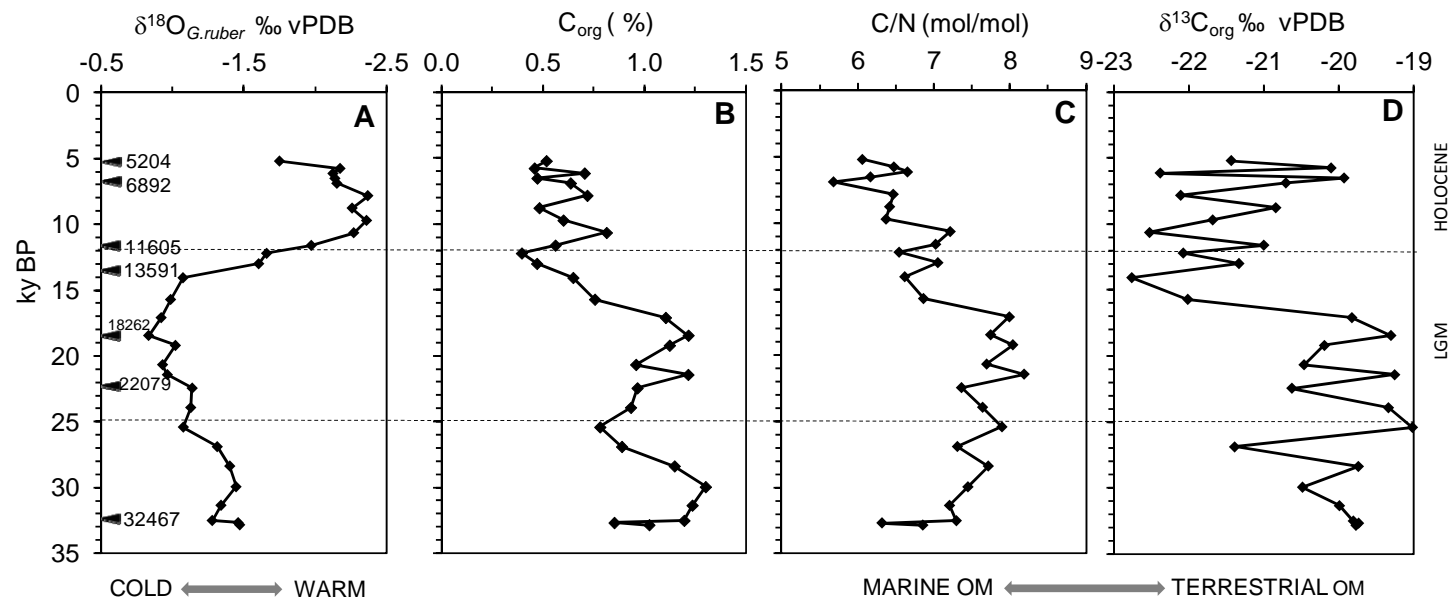 δ18OG.ruber ‰ vPDB Corg ( %) C/N (mol/mol) δ13Corg ‰ vPDB
-0.5 -1.5 -2.5 0.0 0.5 1.0 1.5 5 6 7 8 9 -23 -22 -21 -20 -19
A B C D
ky BP
0
5
10
15
20
25
30
35
5204
6892
11605
13591
18262
22079
32467
HOLOCENE
LGM
COLD WARM MARINE OM TERRESTRIAL OM